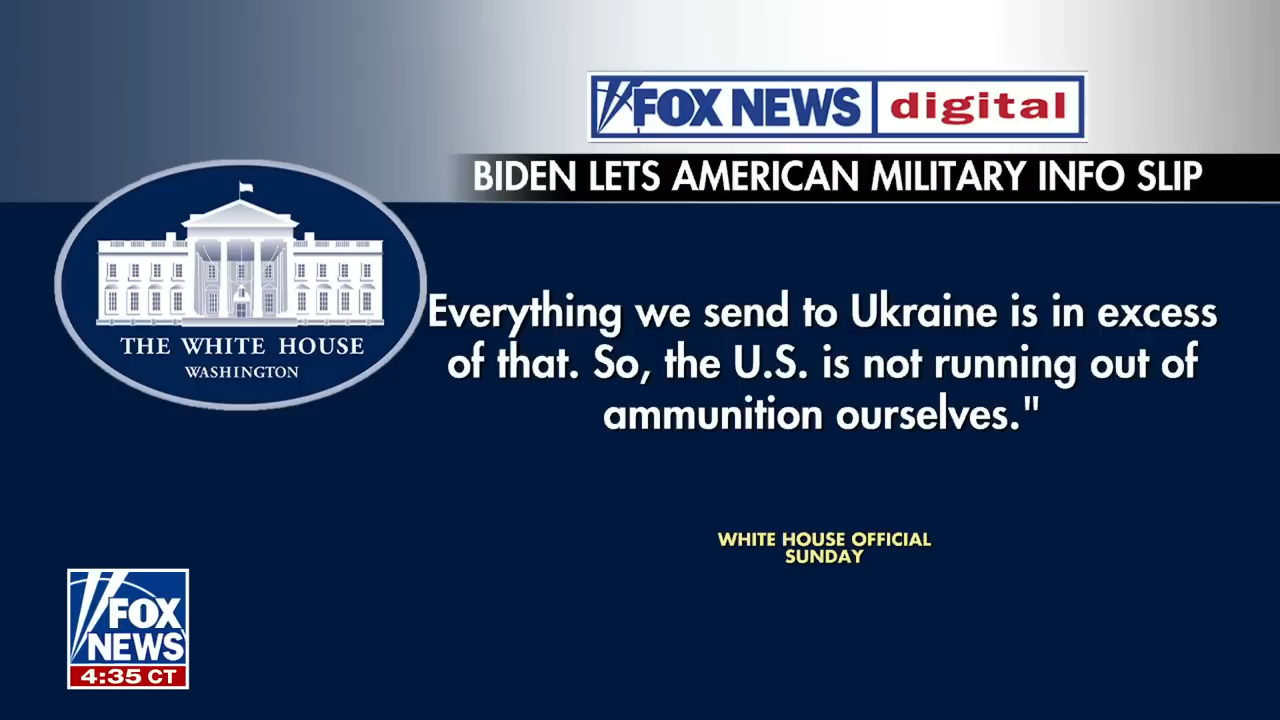 FOX NEWS digital
BIDEN LETS AMERICAN MILITARY INFO SLIP
Everything we send to Ukraine is in excess
of that. So, the U.S. is not running out of
ammunition ourselves."
THE WHITE HOUSE
WASHINGTON
WHITE HOUSE OFFICIAL
SUNDAY
FOX
NEWS
4:35 CT